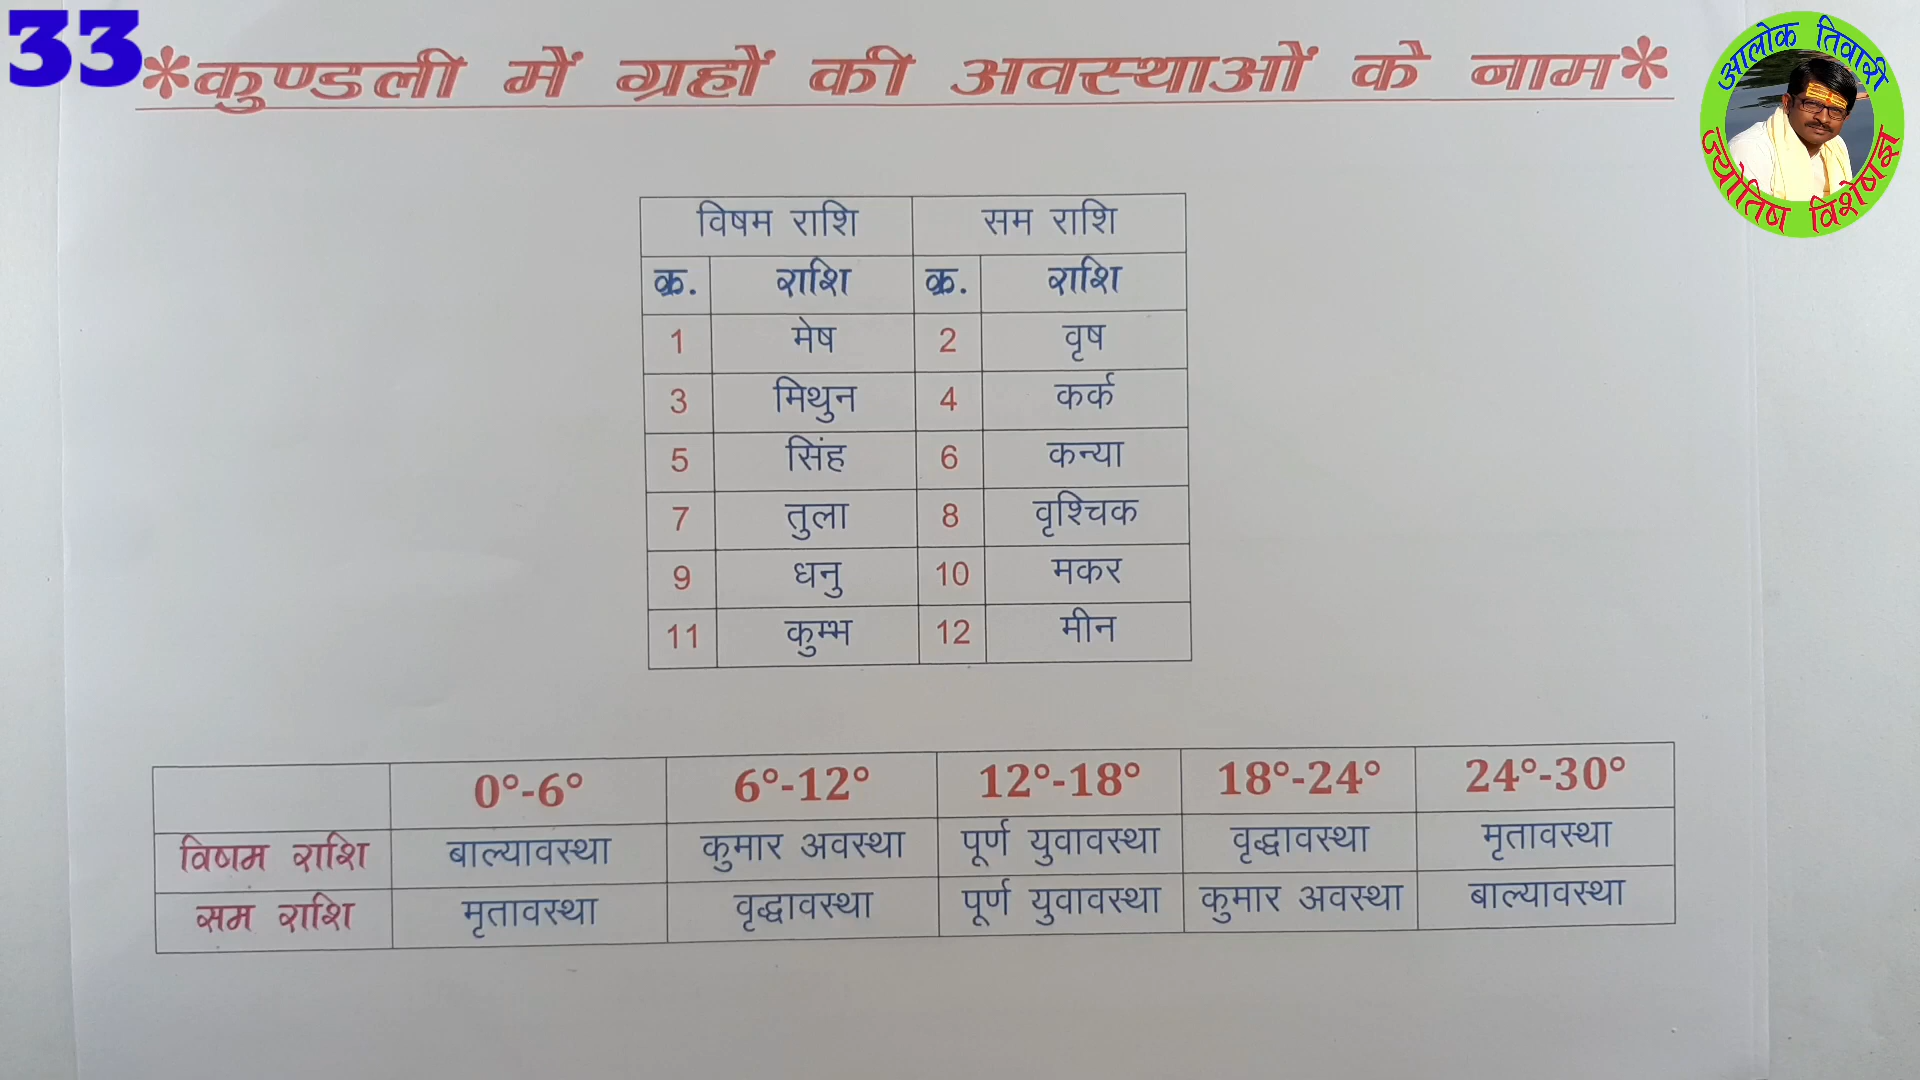 33
*कुण्डली में ग्रहों की अवस्थाओं के नाम*
आलोक तिवारी
ज्योतिष विशेषज्ञ
विषम राशि सम राशि
क्र. राशि क्र. राशि
1 मेष 2 वृष
3 मिथुन 4 कर्क
5 सिंह 6 कन्या
7 तुला 8 वृश्चिक
9 धनु 10 मकर
11 कुम्भ 12 मीन
0°-6° 6°-12° 12°-18° 18°-24° 24°-30°
विषम राशि बाल्यावस्था कुमार अवस्था पूर्ण युवावस्था वृद्धावस्था मृतावस्था
सम राशि मृतावस्था वृद्धावस्था पूर्ण युवावस्था कुमार अवस्था बाल्यावस्था